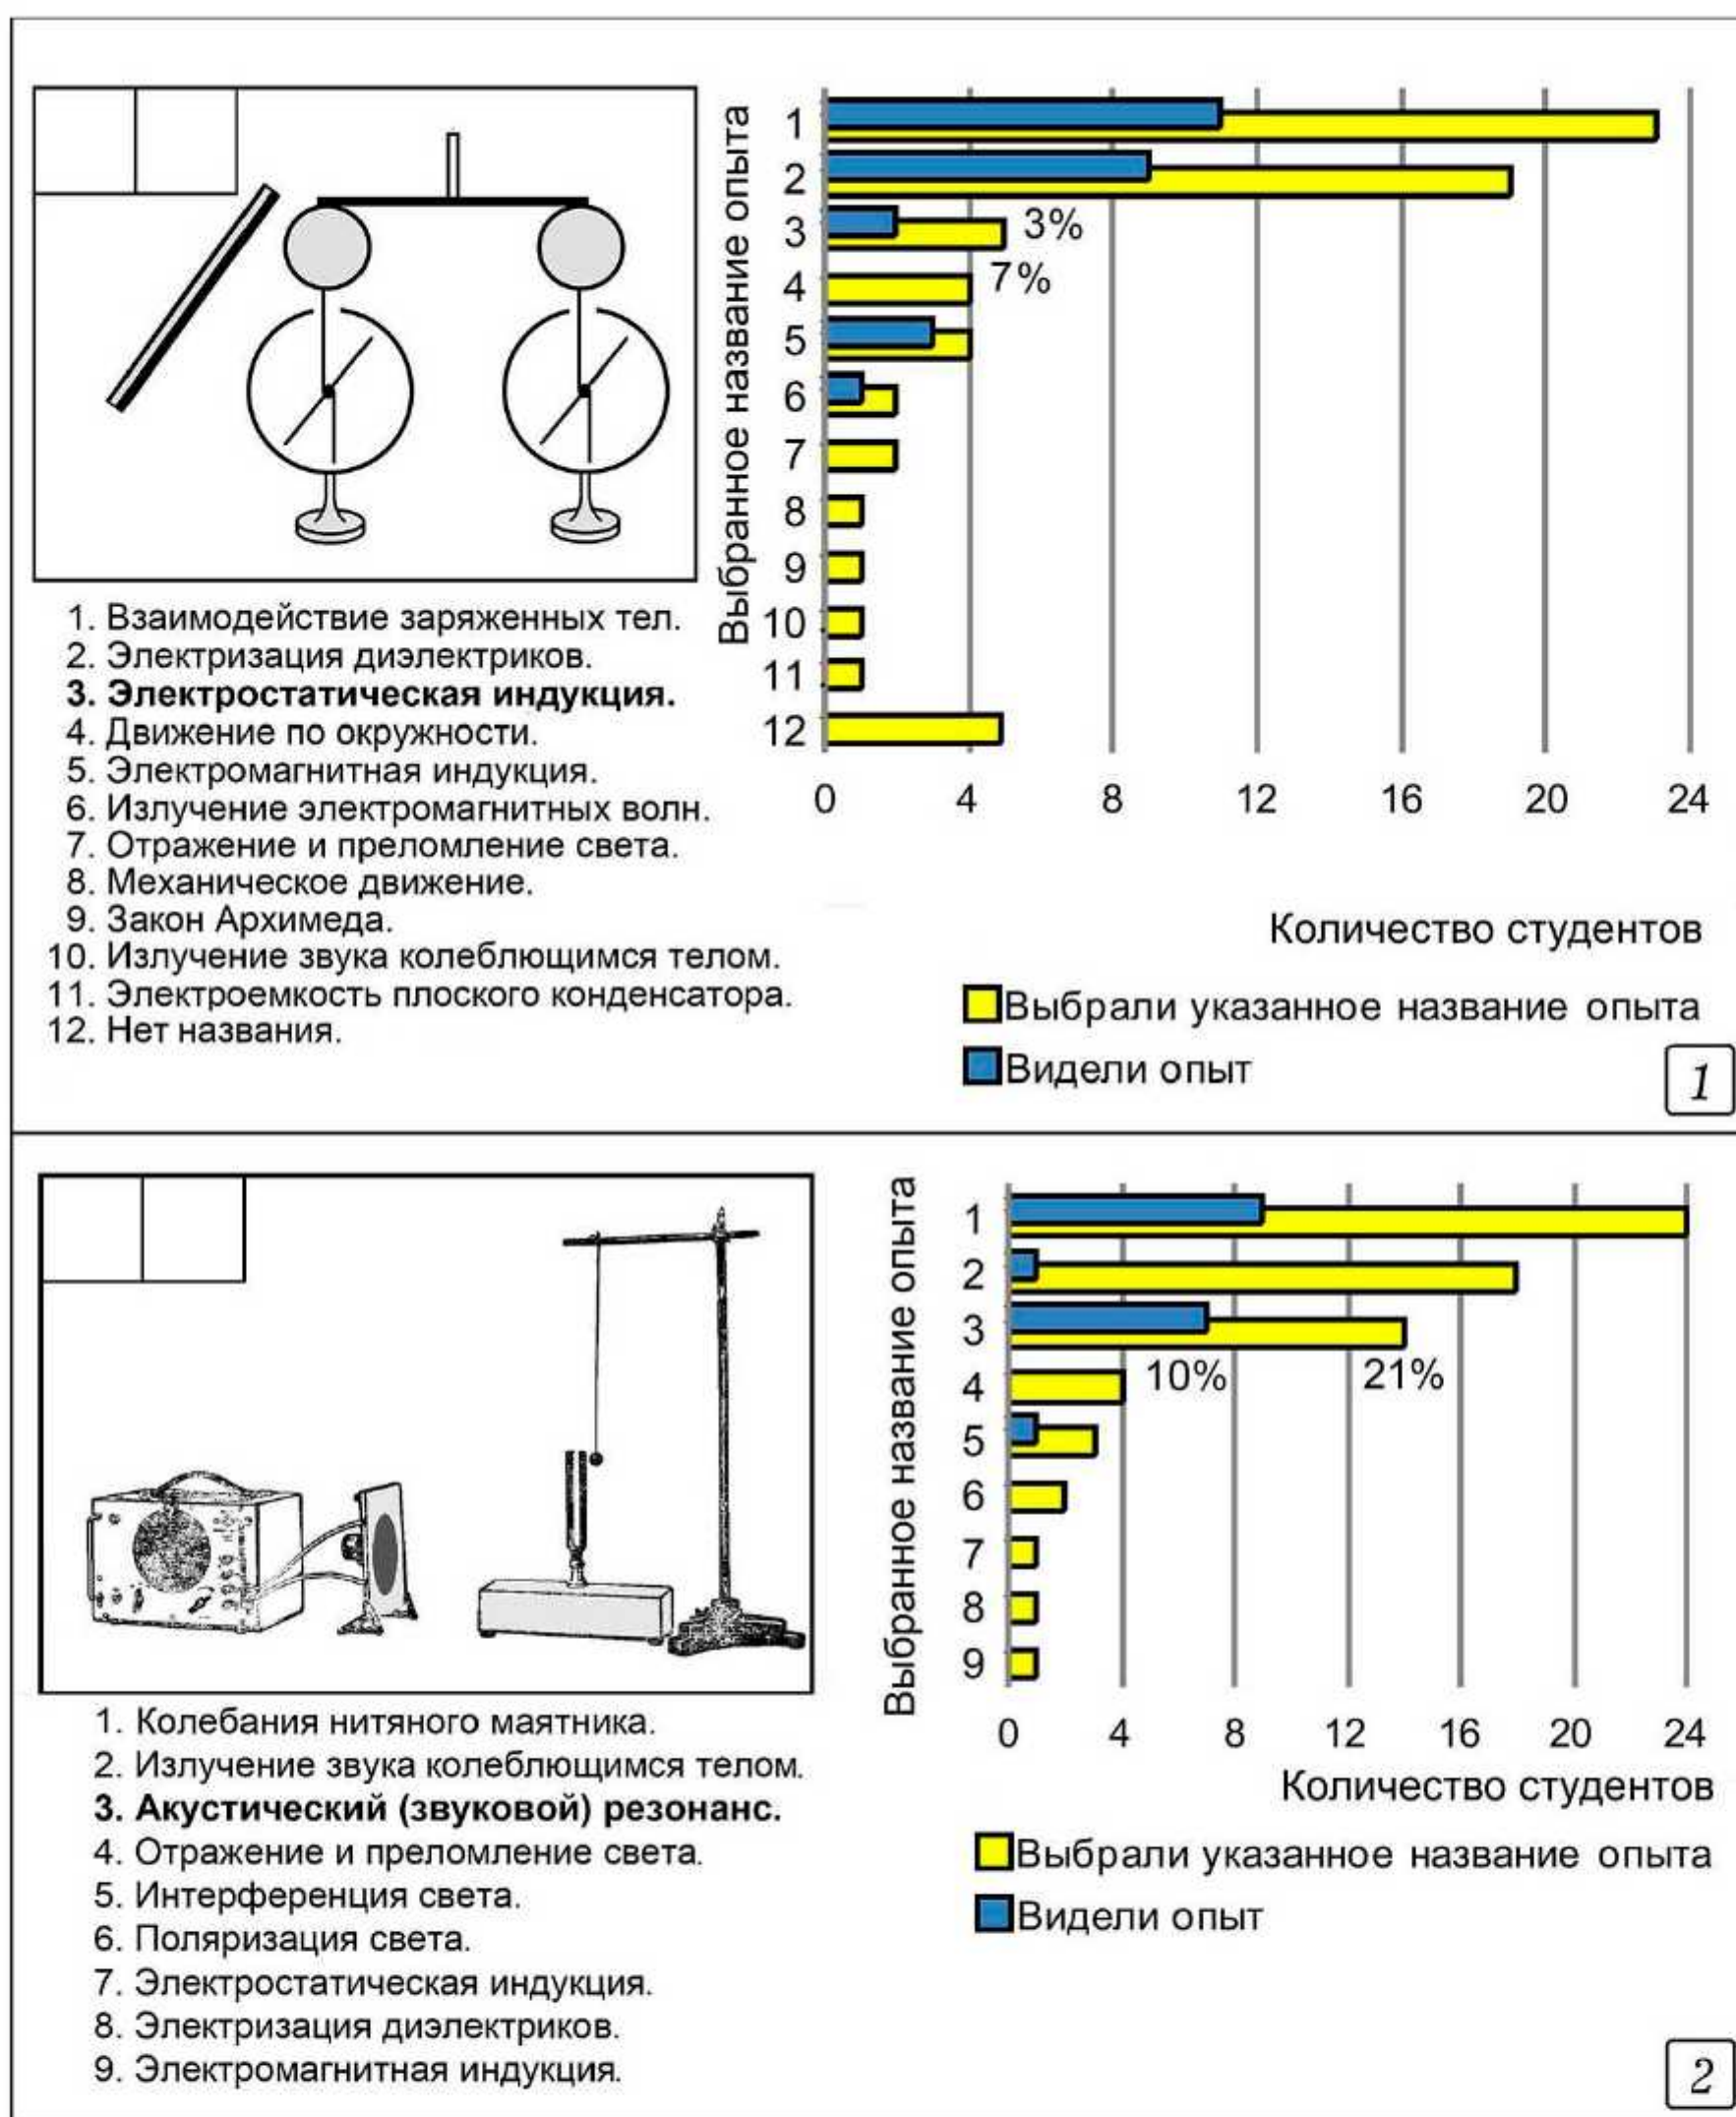 Выбранное название опыта
1
2
3
3%
7%
4
5
6
7
8
9
10
11
12
0 4 8 12 16 20 24
Количество студентов
Выбрали указанное название опыта
Видели опыт
1
1. Взаимодействие заряженных тел.
2. Электризация диэлектриков.
3. Электростатическая индукция.
4. Движение по окружности.
5. Электромагнитная индукция.
6. Излучение электромагнитных волн.
7. Отражение и преломление света.
8. Механическое движение.
9. Закон Архимеда.
10. Излучение звука колеблющимся телом.
11. Электроемкость плоского конденсатора.
12. Нет названия.
Выбранное название опыта
1
2
3
4
10% 21%
5
6
7
8
9
0 4 8 12 16 20 24
Количество студентов
Выбрали указанное название опыта
Видели опыт
2
1. Колебания нитяного маятника.
2. Излучение звука колеблющимся телом.
3. Акустический (звуковой) резонанс.
4. Отражение и преломление света.
5. Интерференция света.
6. Поляризация света.
7. Электростатическая индукция.
8. Электризация диэлектриков.
9. Электромагнитная индукция.